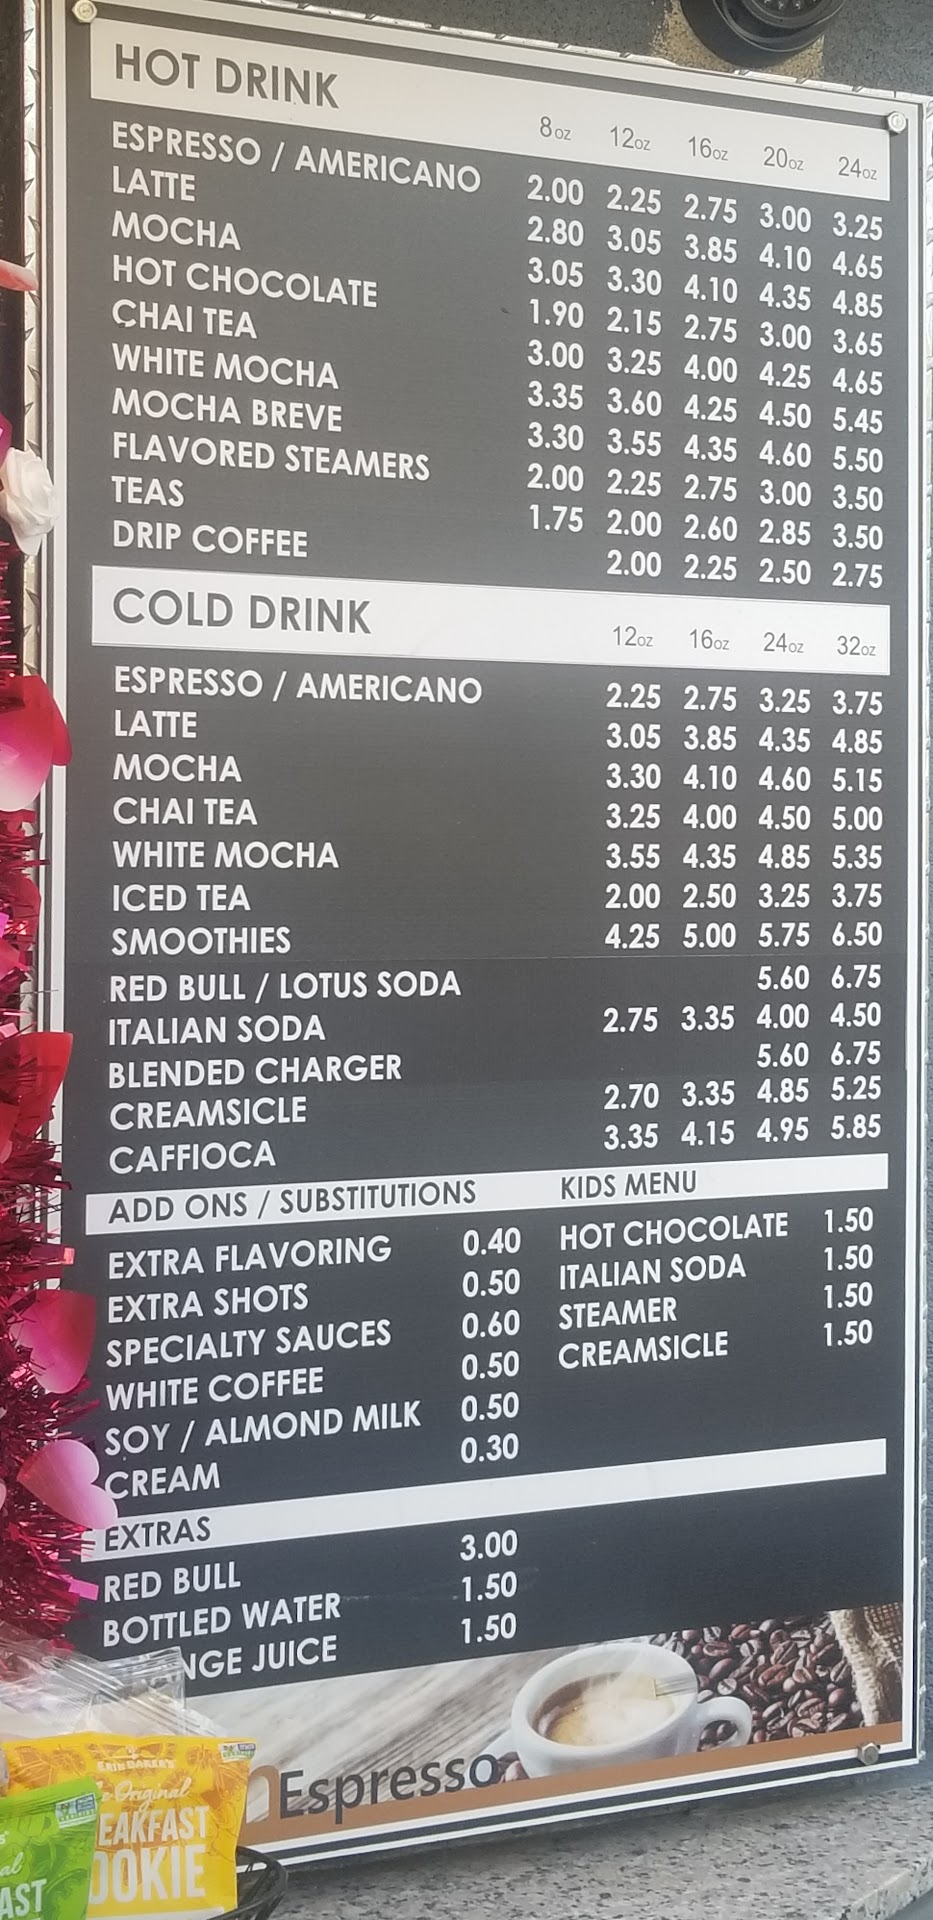 HOT DRINK 8oz 12oz 16oz 20oz 24oz
ESPRESSO / AMERICANO 2.00 2.25 2.75 3.00 3.25
LATTE 2.80 3.05 3.85 4.10 4.65
MOCHA 3.05 3.30 4.10 4.35 4.85
HOT CHOCOLATE 1.90 2.15 2.75 3.00 3.65
CHAI TEA 3.00 3.25 4.00 4.25 4.65
WHITE MOCHA 3.35 3.60 4.25 4.50 5.45
MOCHA BREVE 3.30 3.55 4.35 4.60 5.50
FLAVORED STEAMERS 2.00 2.25 2.75 3.00 3.50
TEAS 1.75 2.00 2.60 2.85 3.50
DRIP COFFEE 2.00 2.25 2.50 2.75
COLD DRINK 12oz 16oz 24oz 32oz
ESPRESSO / AMERICANO 2.25 2.75 3.25 3.75
LATTE 3.05 3.85 4.35 4.85
MOCHA 3.30 4.10 4.60 5.15
CHAI TEA 3.25 4.00 4.50 5.00
WHITE MOCHA 3.55 4.35 4.85 5.35
ICED TEA 2.00 2.50 3.25 3.75
SMOOTHIES 4.25 5.00 5.75 6.50
RED BULL / LOTUS SODA 5.60 6.75
ITALIAN SODA 2.75 3.35 4.00 4.50
BLENDED CHARGER 5.60 6.75
CREAMSICLE 2.70 3.35 4.85 5.25
CAFFIOCA 3.35 4.15 4.95 5.85
ADD ONS / SUBSTITUTIONS
EXTRA FLAVORING 0.40
EXTRA SHOTS 0.50
SPECIALTY SAUCES 0.60
WHITE COFFEE 0.50
SOY / ALMOND MILK 0.50
CREAM 0.30
KIDS MENU
HOT CHOCOLATE 1.50
ITALIAN SODA 1.50
STEAMER 1.50
CREAMSICLE 1.50
EXTRAS
RED BULL 3.00
BOTTLED WATER 1.50
NGE JUICE 1.50
n Espresso
ERIN BAKER'S
Original
EAKFAST
OOKIE
al
AST